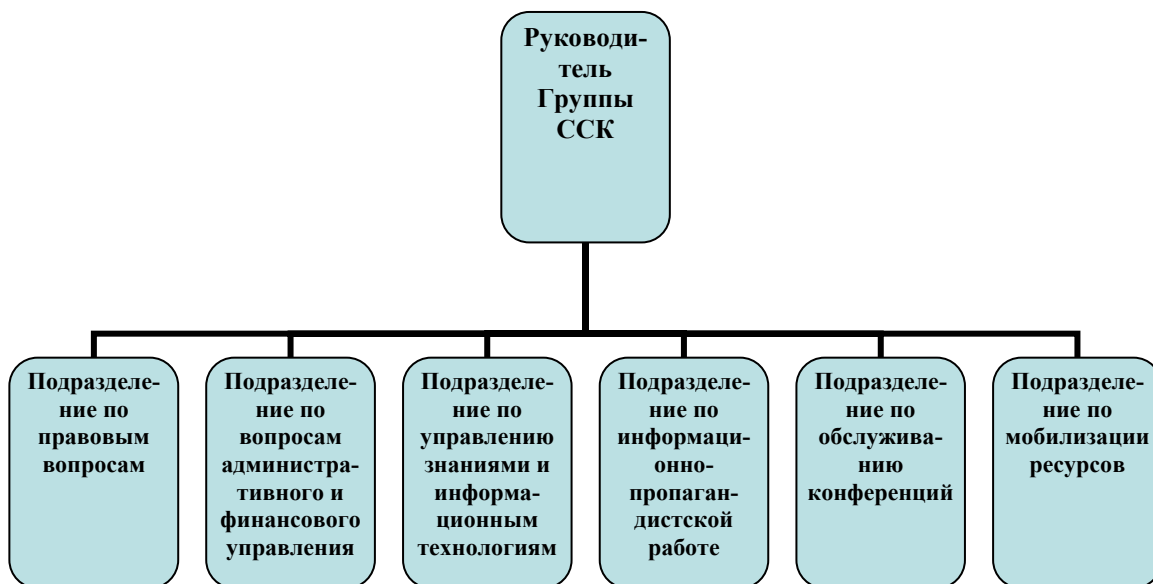 Руководи-
тель
Группы
ССК
Подразделе-
ние по
правовым
вопросам
Подразделе-
ние по
вопросам
администра-
тивного и
финансового
управления
Подразделе-
ние по
управлению
знаниями и
информа-
ционным
технологиям
Подразделе-
ние по
информаци-
онно-
пропаган-
дистской
работе
Подразделе-
ние по
обслужива-
нию
конференций
Подразделе-
ние по
мобилизации
ресурсов